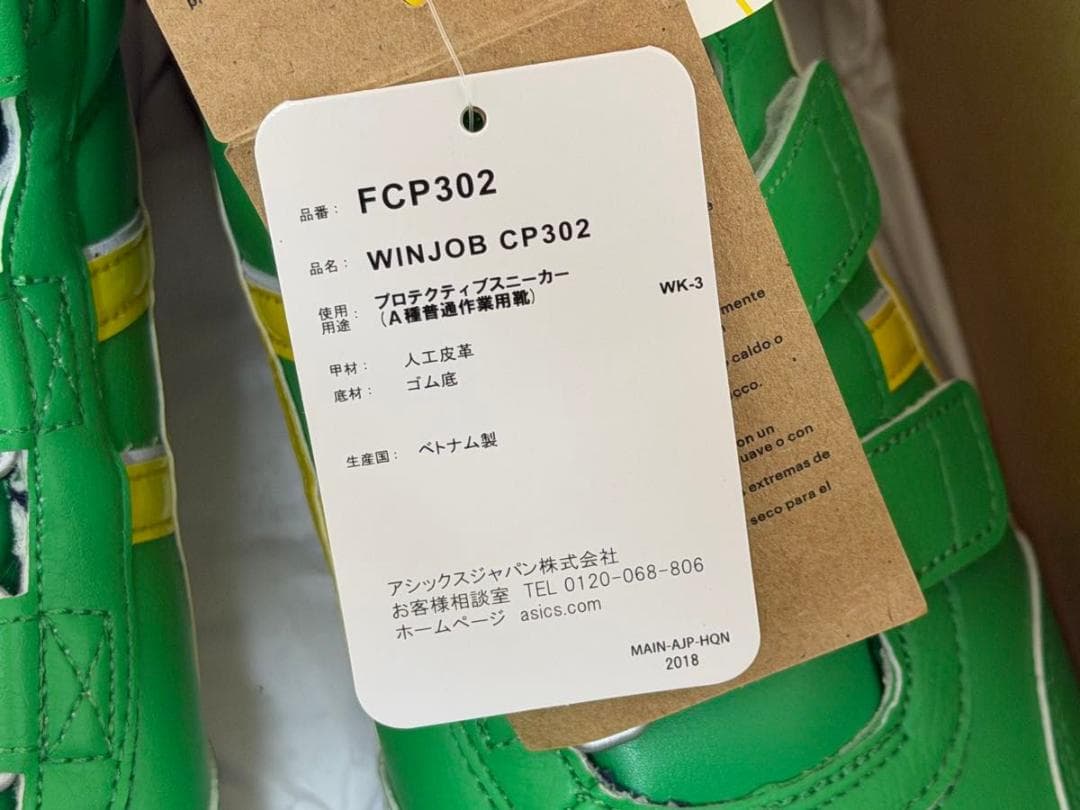 品番： FCP302
品名： WINJOB CP302
使用用途： プロテクティブスニーカー
（A種普通作業用靴）
WK-3
甲材： 人工皮革
底材： ゴム底
生産国： ベトナム製
アシックスジャパン株式会社
お客様相談室 TEL 0120-068-806
ホームページ asics.com
MAIN-AJP-HQN
2018
mente
caldo o
cco.
on un
uave o con
extremas de
seco para el